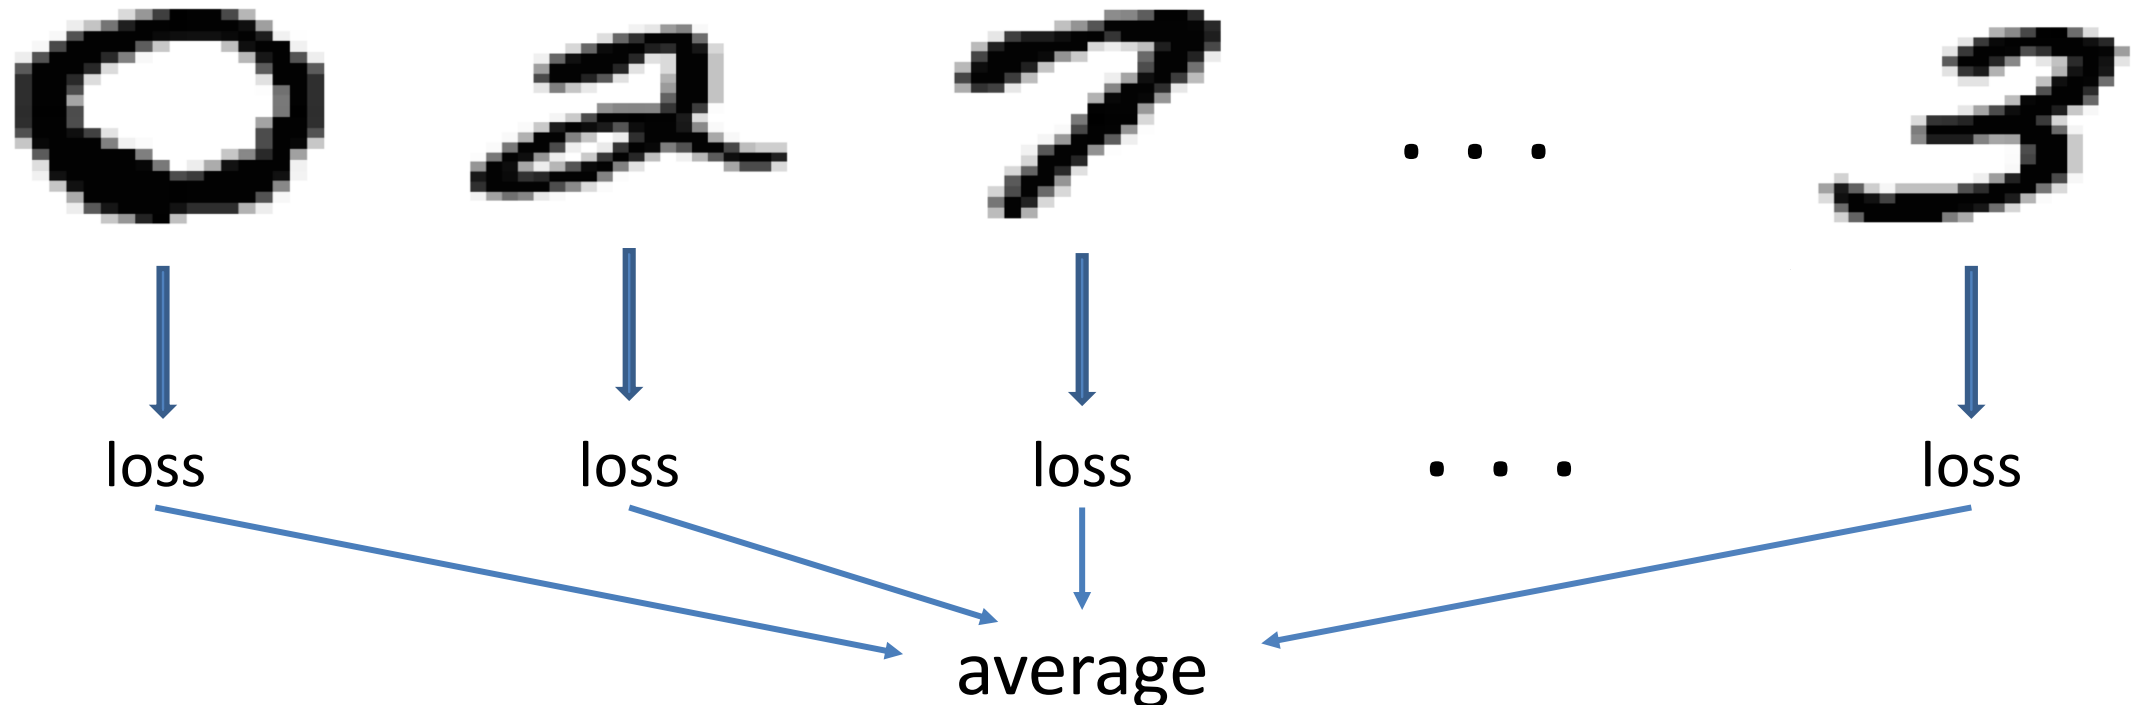 0 2 7 . . . 3
loss loss loss . . . loss
average